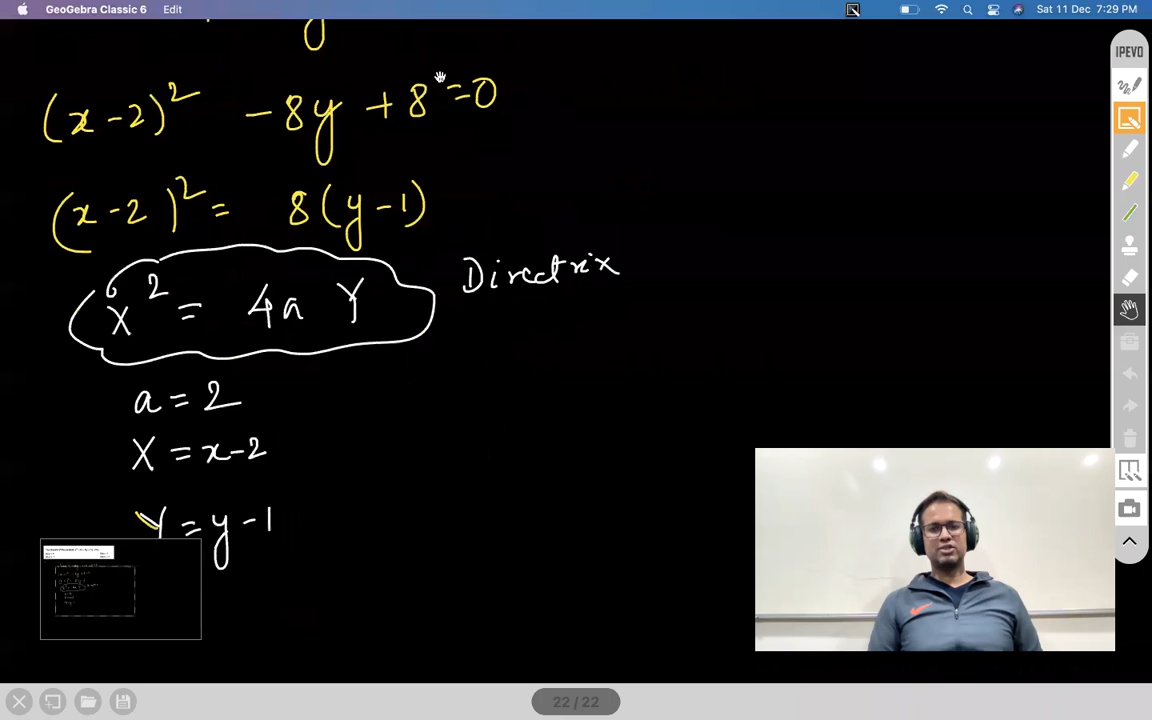 GeoGebra Classic 6 Edit Sat 11 Dec 7:29 PM
IPEVO
y
(x-2)² -8y +8 =0
(x-2)² = 8(y-1)
X² = 4a Y
Directrix
a = 2
X = x-2
Y = y-1
22 / 22